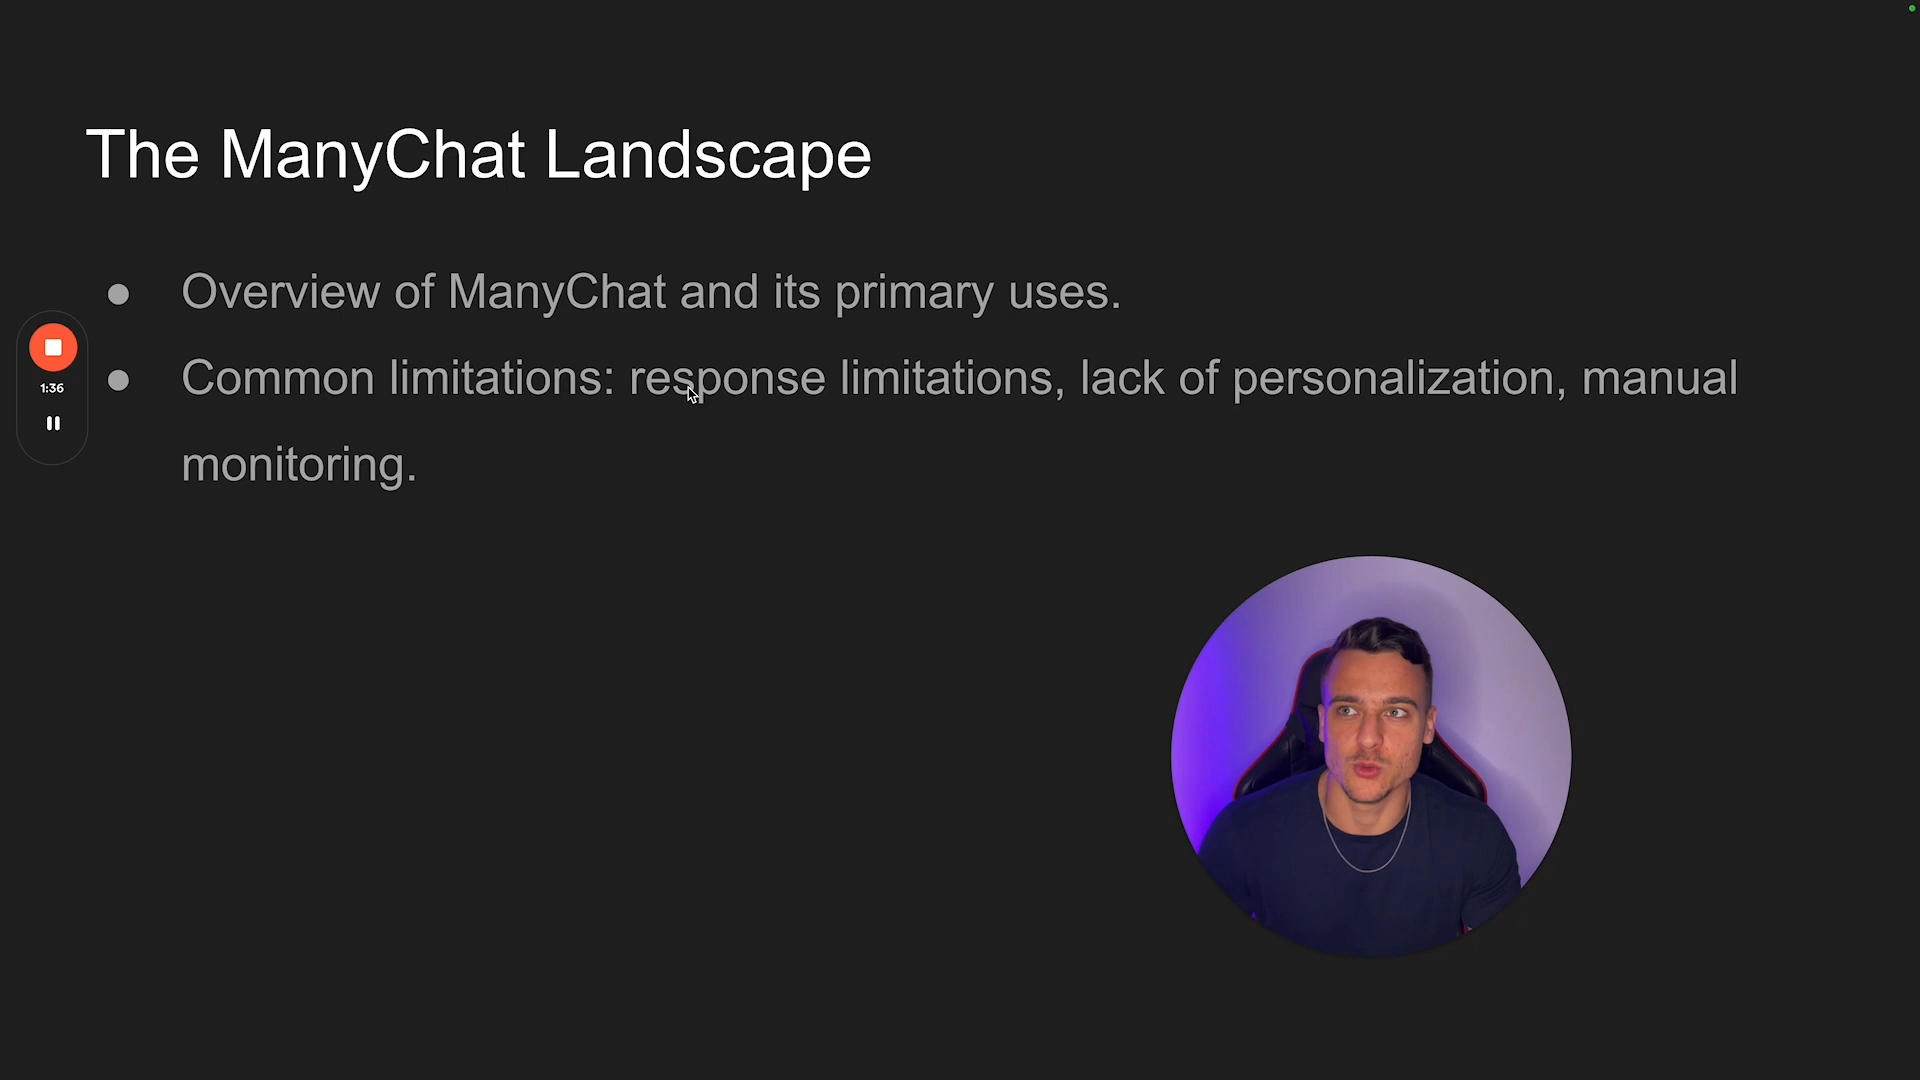 The ManyChat Landscape
● Overview of ManyChat and its primary uses.
● Common limitations: response limitations, lack of personalization, manual
monitoring.
1:36